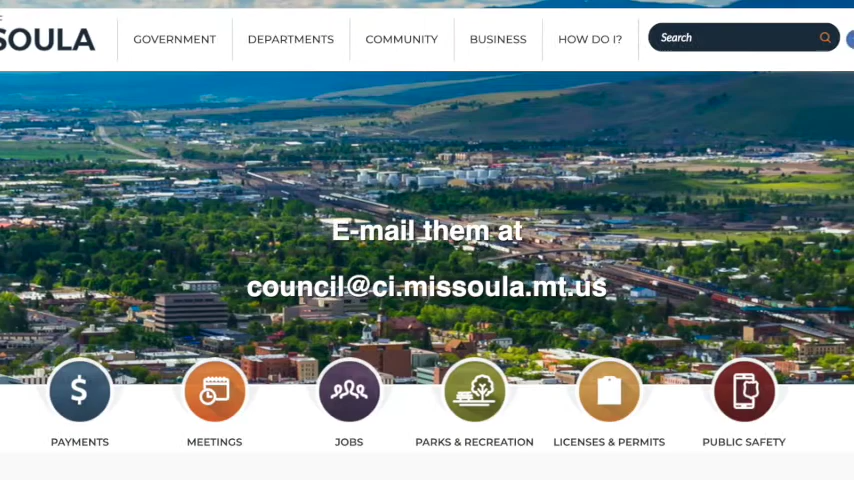 SOULA
GOVERNMENT
DEPARTMENTS
COMMUNITY
BUSINESS
HOW DO I?
Search
E-mail them at
council@ci.missoula.mt.us
$
PAYMENTS
MEETINGS
JOBS
PARKS & RECREATION
LICENSES & PERMITS
PUBLIC SAFETY